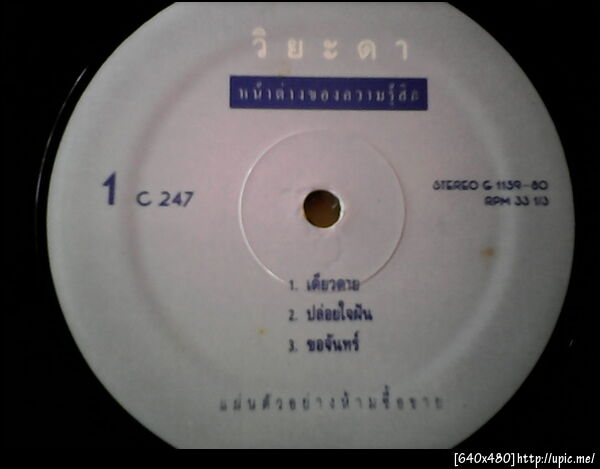 วิยะดา
หน้าต่างของความรู้สึก
1 C 247
STEREO G 1139-80
RPM 33 1/3
1. เดียวดาย
2. ปล่อยใจฝัน
3. ขอจันทร์
แผ่นตัวอย่างห้ามซื้อขาย
[640x480]http://upic.me/